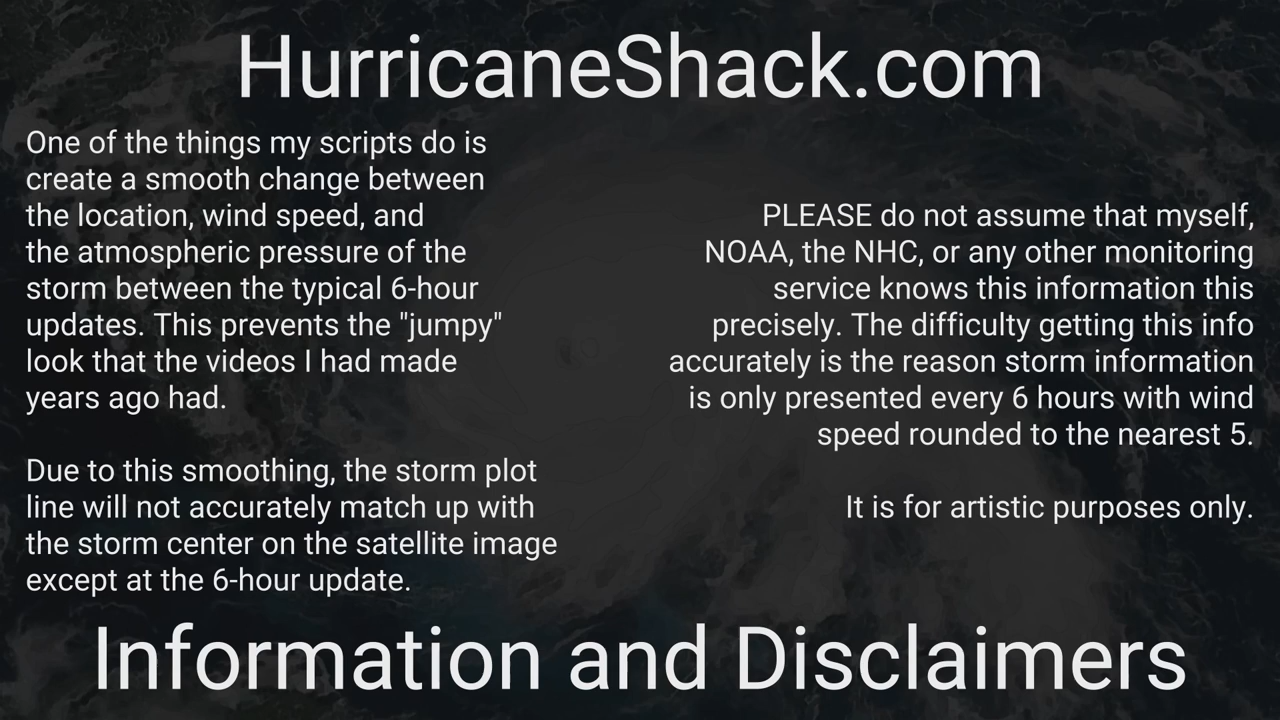 HurricaneShack.com
One of the things my scripts do is
create a smooth change between
the location, wind speed, and
the atmospheric pressure of the
storm between the typical 6-hour
updates. This prevents the "jumpy"
look that the videos I had made
years ago had.
Due to this smoothing, the storm plot
line will not accurately match up with
the storm center on the satellite image
except at the 6-hour update.
PLEASE do not assume that myself,
NOAA, the NHC, or any other monitoring
service knows this information this
precisely. The difficulty getting this info
accurately is the reason storm information
is only presented every 6 hours with wind
speed rounded to the nearest 5.
It is for artistic purposes only.
Information and Disclaimers